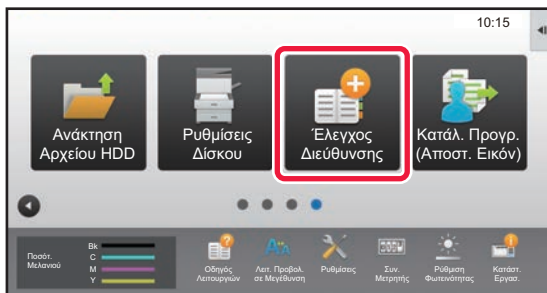 10:15
Ανάκτηση
Αρχείου HDD
Ρυθμίσεις
Δίσκου
Έλεγχος
Διεύθυνσης
Κατάλ. Προγρ.
(Αποστ. Εικόν)
Ποσότ.
Μελανιού
Bk
C
M
Y
Οδηγός
Λειτουργιών
Λειτ. Προβολ.
σε Μεγέθυνση
Ρυθμίσεις
Συν.
Μετρητής
Ρύθμιση
Φωτεινότητας
Κατάστ.
Εργασ.